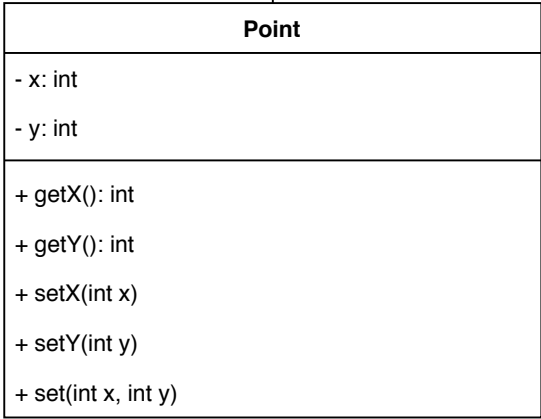 Point
- x: int
- y: int
+ getX(): int
+ getY(): int
+ setX(int x)
+ setY(int y)
+ set(int x, int y)